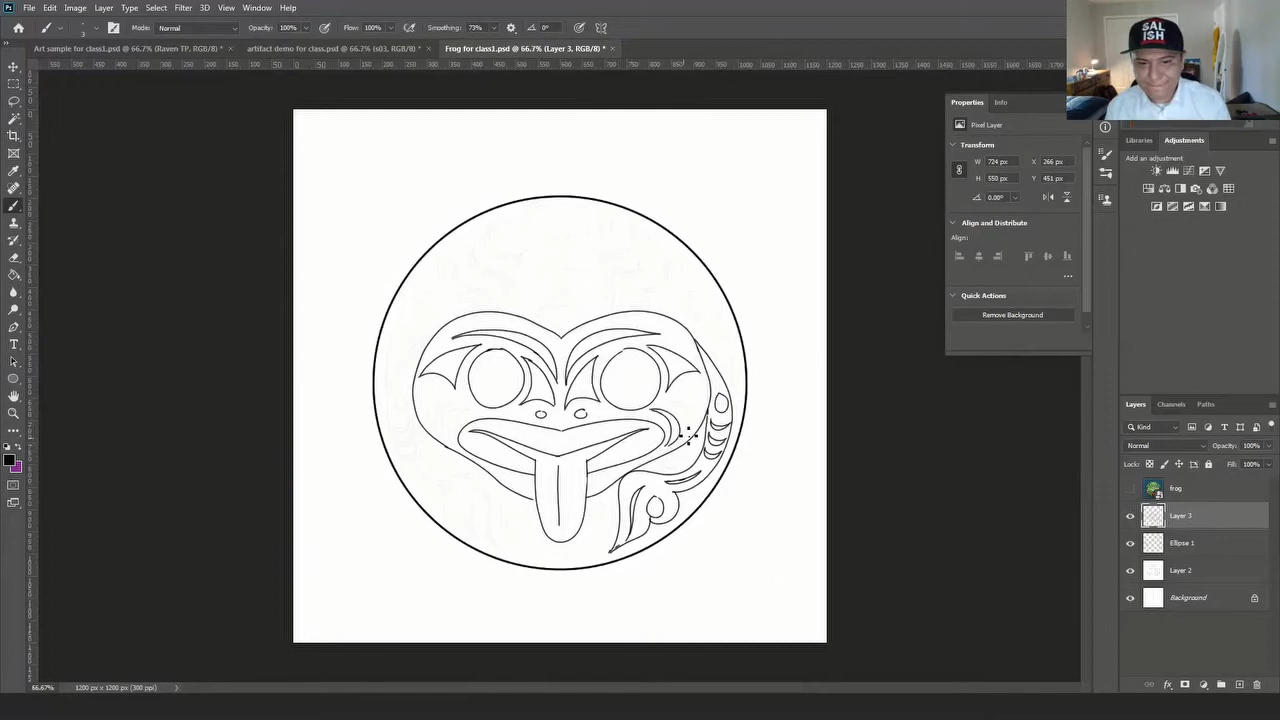 File Edit Image Layer Type Select Filter 3D View Window Help
3 Mode: Normal Opacity: 100% Flow: 100% Smoothing: 73% 0°
Art sample for class1.psd @ 66.7% (Raven TP, RGB/8) * × artifact demo for class.psd @ 66.7% (s03, RGB/8) * × Frog for class1.psd @ 66.7% (Layer 3, RGB/8) * ×
SAL
ISH
Properties Info
Pixel Layer
Transform
W 724 px X 266 px
H 550 px Y 451 px
0.00°
Align and Distribute
Align:
Quick Actions
Remove Background
Libraries Adjustments
Add an adjustment
Layers Channels Paths
Kind
Normal Opacity: 100%
Lock: Fill: 100%
frog
Layer 3
Ellipse 1
Layer 2
Background
66.67% 1200 px x 1200 px (300 ppi)